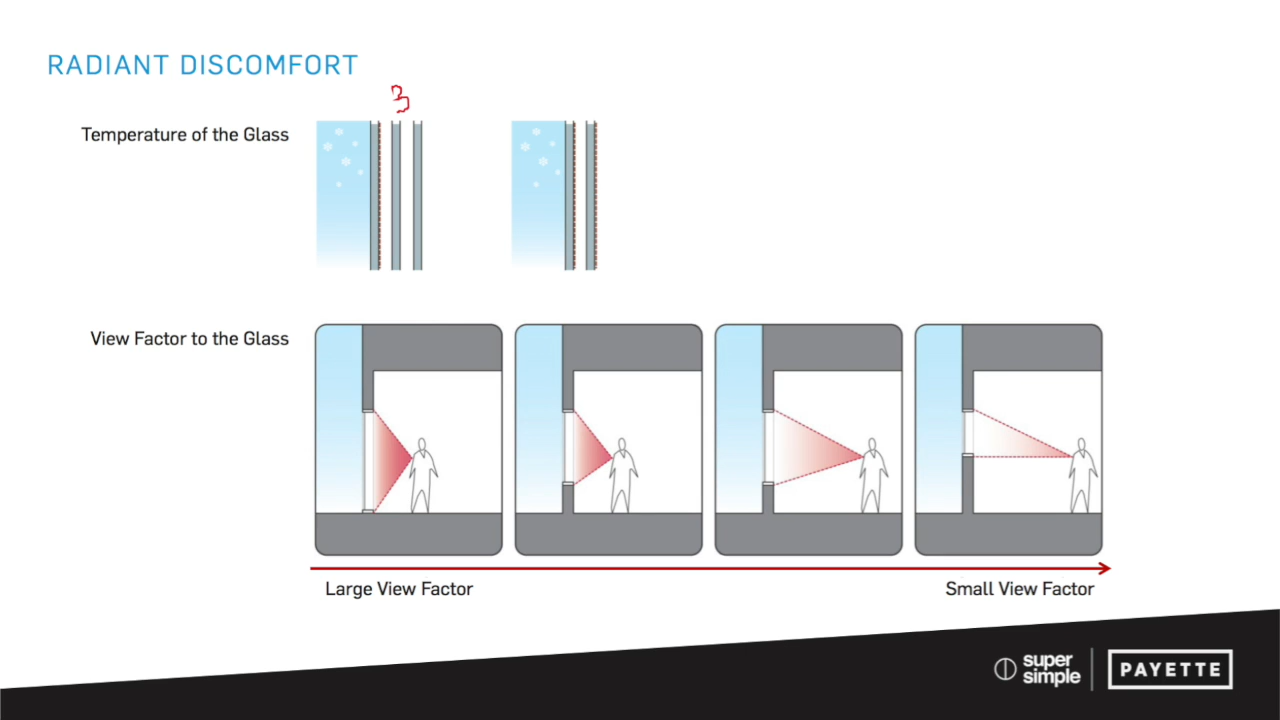 RADIANT DISCOMFORT
3
Temperature of the Glass
View Factor to the Glass
Large View Factor
Small View Factor
super
simple
PAYETTE